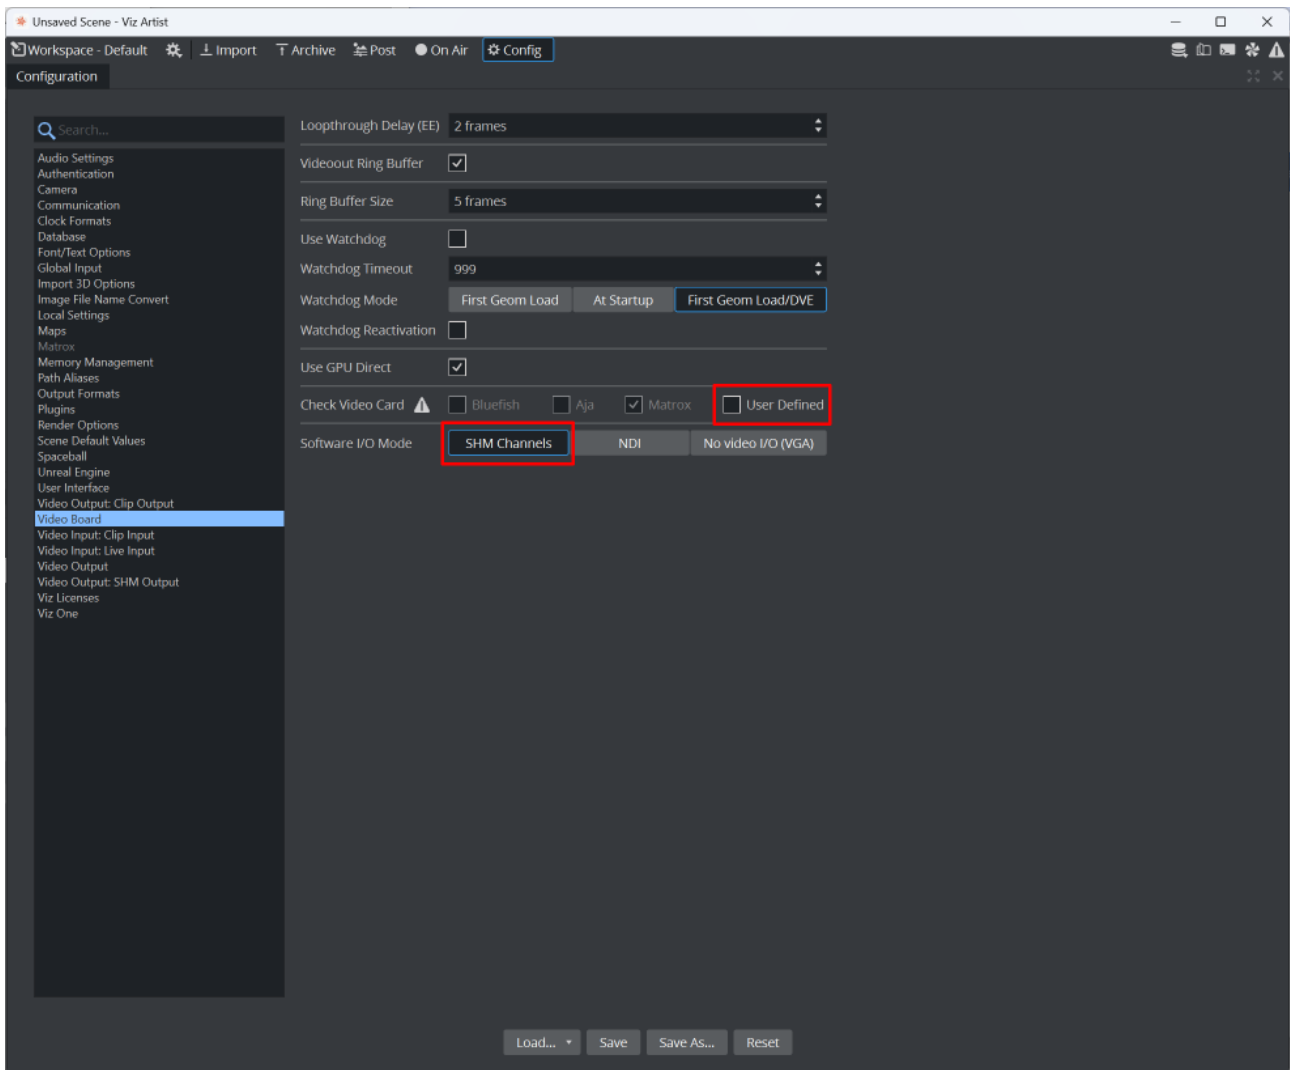 Unsaved Scene - Viz Artist
Workspace - Default Import Archive Post On Air Config
Configuration
Search...
Audio Settings
Authentication
Camera
Communication
Clock Formats
Database
Font/Text Options
Global Input
Import 3D Options
Image File Name Convert
Local Settings
Maps
Matrox
Memory Management
Path Aliases
Output Formats
Plugins
Render Options
Scene Default Values
Spaceball
Unreal Engine
User Interface
Video Output: Clip Output
Video Board
Video Input: Clip Input
Video Input: Live Input
Video Output
Video Output: SHM Output
Viz Licenses
Viz One
Loopthrough Delay (EE) 2 frames
Videoout Ring Buffer
Ring Buffer Size 5 frames
Use Watchdog
Watchdog Timeout 999
Watchdog Mode First Geom Load At Startup First Geom Load/DVE
Watchdog Reactivation
Use GPU Direct
Check Video Card Bluefish Aja Matrox User Defined
Software I/O Mode SHM Channels NDI No video I/O (VGA)
Load... Save Save As... Reset